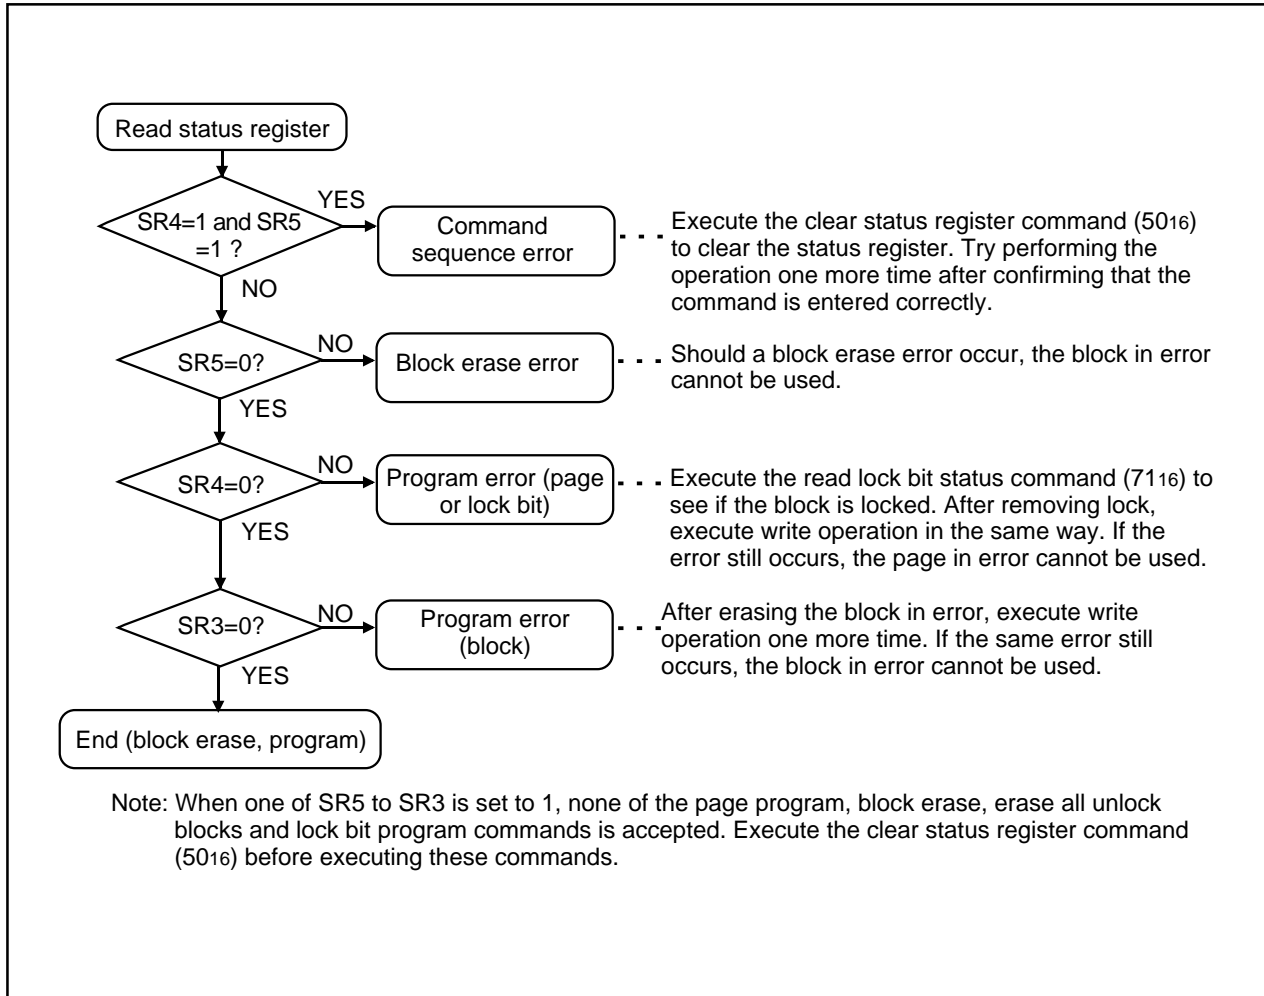 Read status register
YES
SR4=1 and SR5
=1 ?
Command
sequence error
Execute the clear status register command (5016)
to clear the status register. Try performing the
operation one more time after confirming that the
command is entered correctly.
NO
SR5=0?
NO
Block erase error
Should a block erase error occur, the block in error
cannot be used.
YES
SR4=0?
NO
Program error (page
or lock bit)
Execute the read lock bit status command (7116) to
see if the block is locked. After removing lock,
execute write operation in the same way. If the
error still occurs, the page in error cannot be used.
YES
SR3=0?
NO
Program error
(block)
After erasing the block in error, execute write
operation one more time. If the same error still
occurs, the block in error cannot be used.
YES
End (block erase, program)
Note: When one of SR5 to SR3 is set to 1, none of the page program, block erase, erase all unlock
blocks and lock bit program commands is accepted. Execute the clear status register command
(5016) before executing these commands.